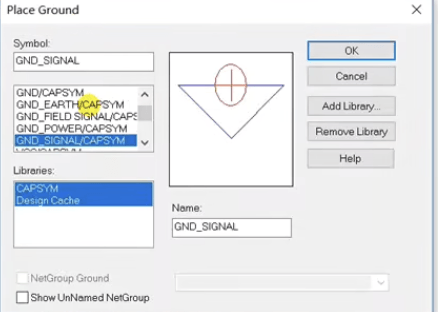 Place Ground
Symbol:
GND_SIGNAL
GND/CAPSYM
GND_EARTH/CAPSYM
GND_FIELD SIGNAL/CAPS
GND_POWER/CAPSYM
GND_SIGNAL/CAPSYM
Libraries:
CAPSYM
Design Cache
Name:
GND_SIGNAL
OK
Cancel
Add Library...
Remove Library
Help
NetGroup Ground
Show UnNamed NetGroup